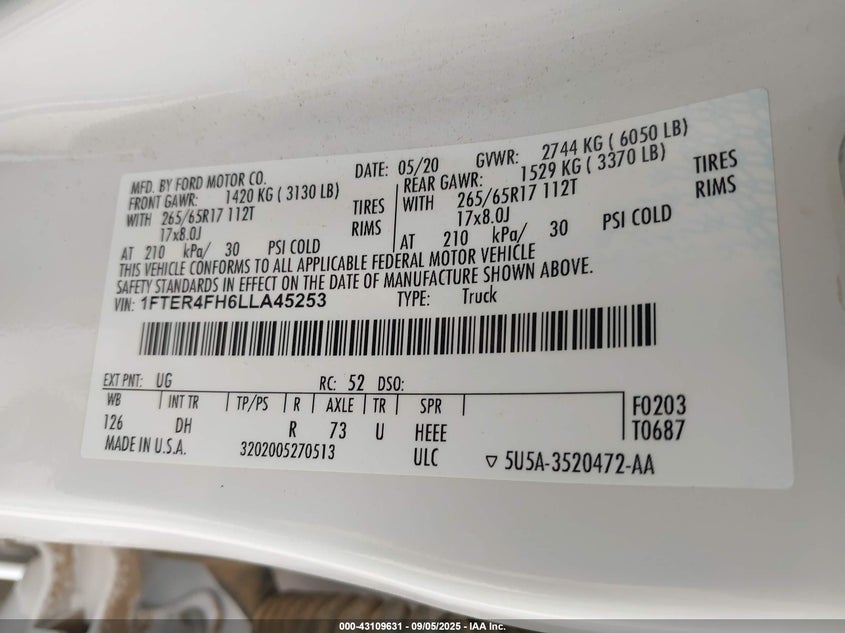 MFD. BY FORD MOTOR CO. DATE: 05/20 GVWR: 2744 KG ( 6050 LB)
FRONT GAWR: 1420 KG ( 3130 LB) REAR GAWR: 1529 KG ( 3370 LB)
WITH 265/65R17 112T TIRES WITH 265/65R17 112T TIRES
17x8.0J RIMS 17x8.0J RIMS
AT 210 kPa/ 30 PSI COLD AT 210 kPa/ 30 PSI COLD
THIS VEHICLE CONFORMS TO ALL APPLICABLE FEDERAL MOTOR VEHICLE
SAFETY STANDARDS IN EFFECT ON THE DATE OF MANUFACTURE SHOWN ABOVE.
VIN: 1FTER4FH6LLA45253 TYPE: Truck
EXT PNT: UG RC: 52 DSO:
WB INT TR TP/PS R AXLE TR SPR F0203
126 DH R 73 U HEEE T0687
MADE IN U.S.A. 3202005270513 ULC ▽ 5U5A-3520472-AA
000-43109631 - 09/05/2025 - IAA Inc.